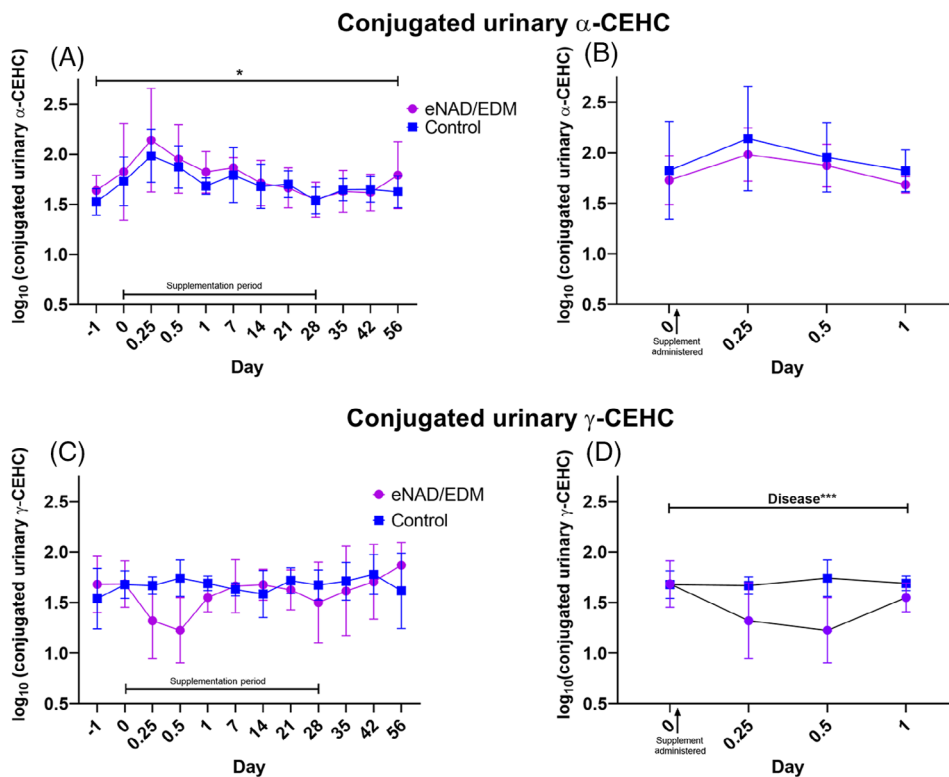 Conjugated urinary α-CEHC
(A)
log10 (conjugated urinary α-CEHC)
2.5
2.0
1.5
1.0
0.5
*
eNAD/EDM
Control
Supplementation period
-1
0
0.25
0.5
1
7
14
21
28
35
42
56
Day
(B)
log10 (conjugated urinary α-CEHC)
2.5
2.0
1.5
1.0
0.5
0
0.25
0.5
1
Supplement
administered
Day
Conjugated urinary γ-CEHC
(C)
log10 (conjugated urinary γ-CEHC)
2.5
2.0
1.5
1.0
0.5
eNAD/EDM
Control
Supplementation period
-1
0
0.25
0.5
1
7
14
21
28
35
42
56
Day
(D)
log10(conjugated urinary γ-CEHC)
2.5
2.0
1.5
1.0
0.5
Disease***
0
0.25
0.5
1
Supplement
administered
Day